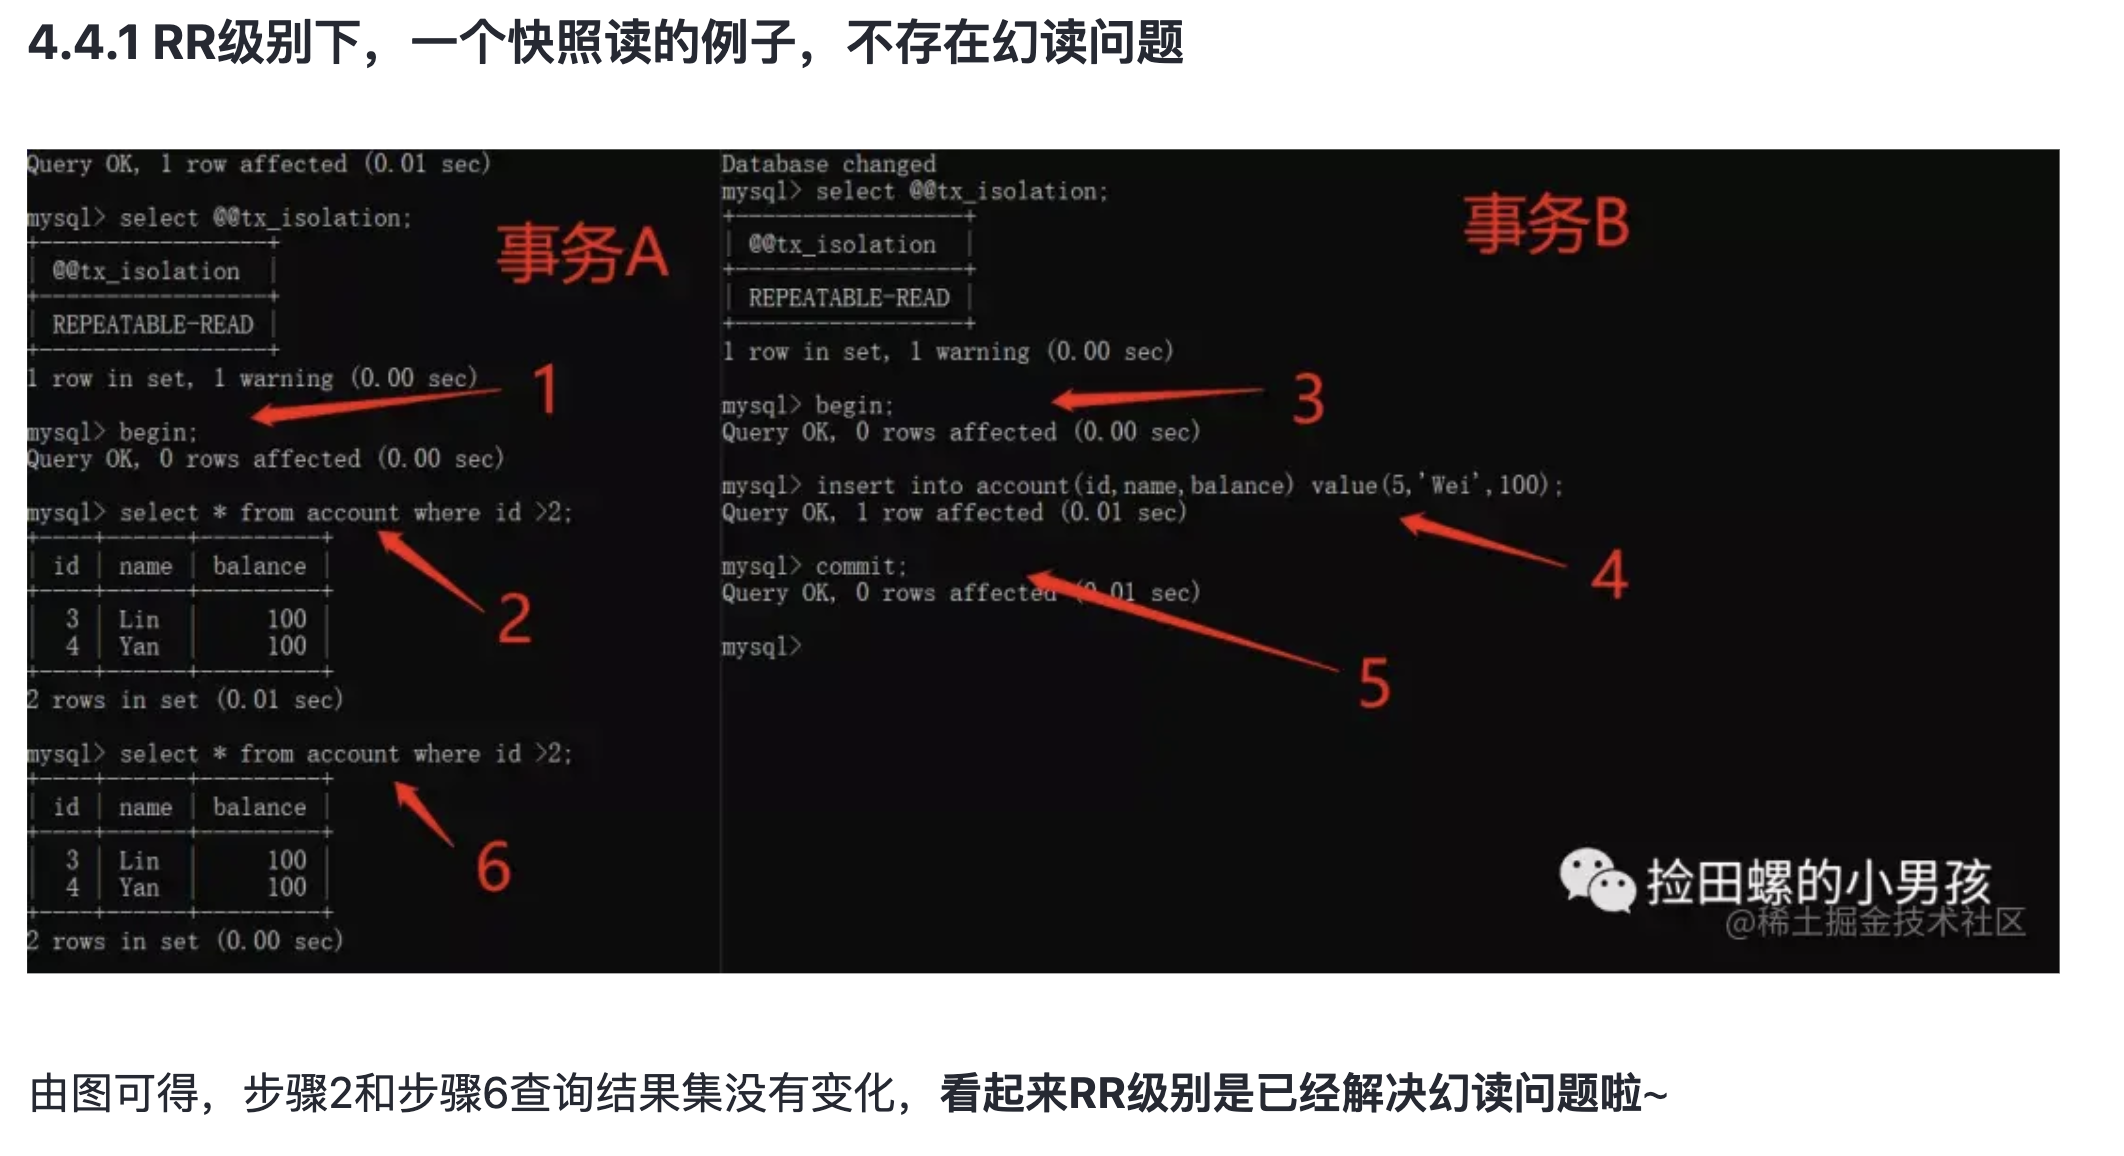 4.4.1 RR级别下，一个快照读的例子，不存在幻读问题
Query OK, 1 row affected (0.01 sec)
mysql> select @@tx_isolation;
事务A
+-----------------+
| @@tx_isolation  |
+-----------------+
| REPEATABLE-READ |
+-----------------+
1 row in set, 1 warning (0.00 sec)
1
mysql> begin;
Query OK, 0 rows affected (0.00 sec)
mysql> select * from account where id >2;
+----+------+---------+
| id | name | balance |
+----+------+---------+
|  3 | Lin  |     100 |
|  4 | Yan  |     100 |
+----+------+---------+
2
2 rows in set (0.01 sec)
mysql> select * from account where id >2;
+----+------+---------+
| id | name | balance |
+----+------+---------+
|  3 | Lin  |     100 |
|  4 | Yan  |     100 |
+----+------+---------+
6
2 rows in set (0.00 sec)
Database changed
mysql> select @@tx_isolation;
事务B
+-----------------+
| @@tx_isolation  |
+-----------------+
| REPEATABLE-READ |
+-----------------+
1 row in set, 1 warning (0.00 sec)
3
mysql> begin;
Query OK, 0 rows affected (0.00 sec)
mysql> insert into account(id,name,balance) value(5,'Wei',100);
Query OK, 1 row affected (0.01 sec)
4
mysql> commit;
Query OK, 0 rows affected (0.01 sec)
mysql>
5
捡田螺的小男孩
@稀土掘金技术社区
由图可得，步骤2和步骤6查询结果集没有变化，看起来RR级别是已经解决幻读问题啦~